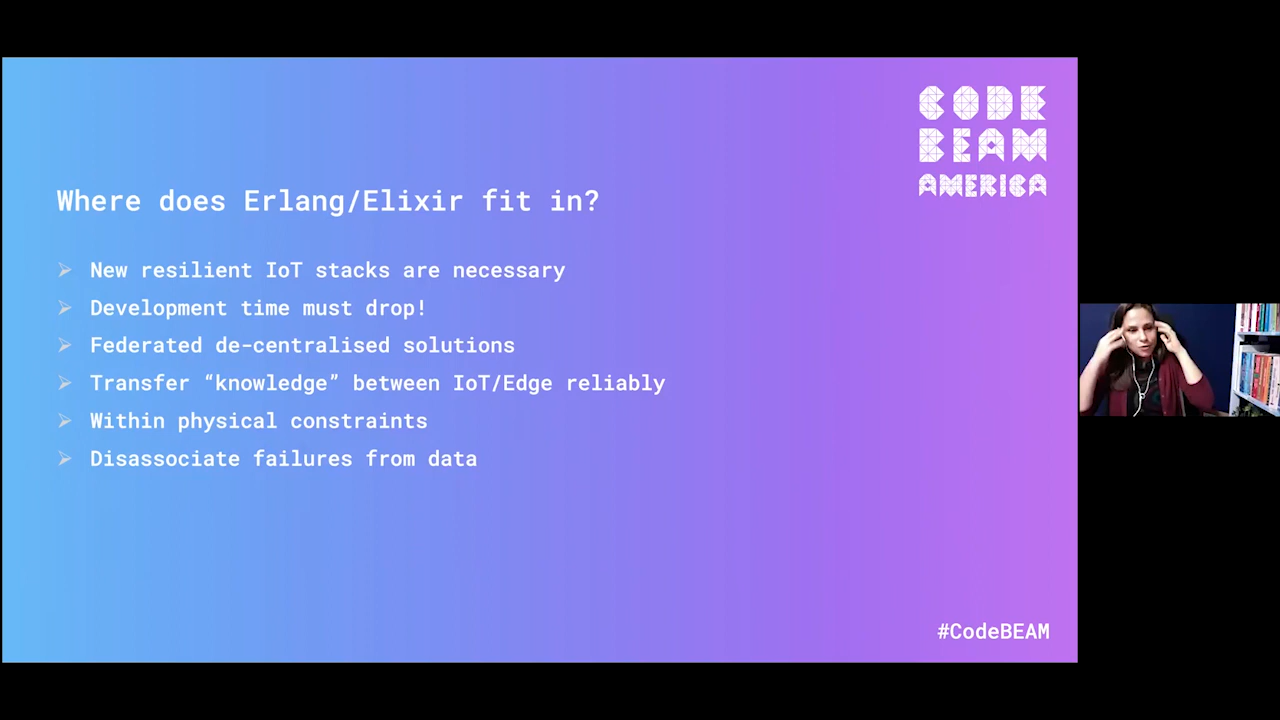 CODE
BEAM
AMERICA
Where does Erlang/Elixir fit in?
New resilient IoT stacks are necessary
Development time must drop!
Federated de-centralised solutions
Transfer “knowledge” between IoT/Edge reliably
Within physical constraints
Disassociate failures from data
#CodeBEAM